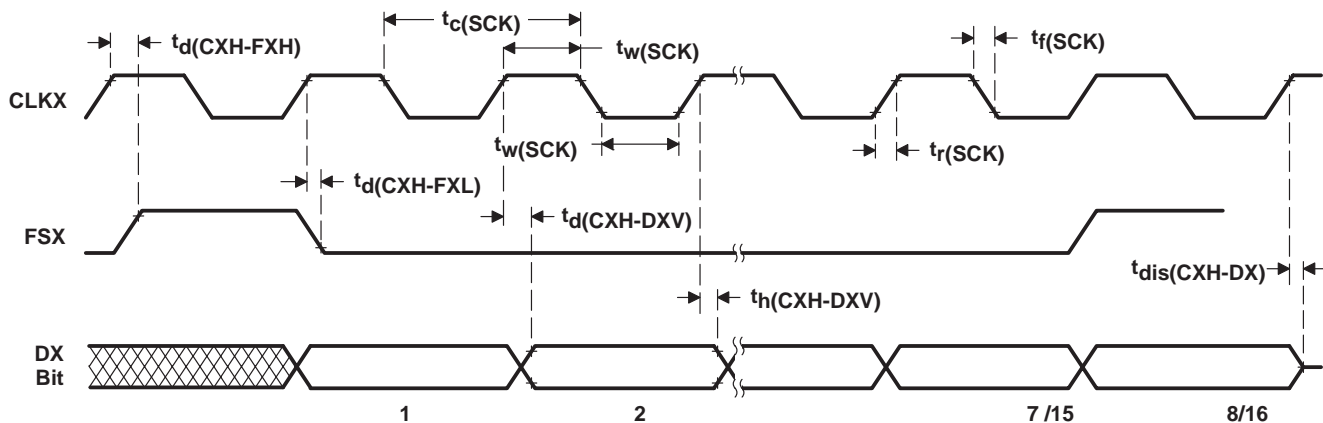 tc(SCK)
td(CXH-FXH)
tw(SCK)
tf(SCK)
CLKX
tw(SCK)
tr(SCK)
td(CXH-FXL)
td(CXH-DXV)
FSX
tdis(CXH-DX)
th(CXH-DXV)
DX
Bit
1 2 7 /15 8/16